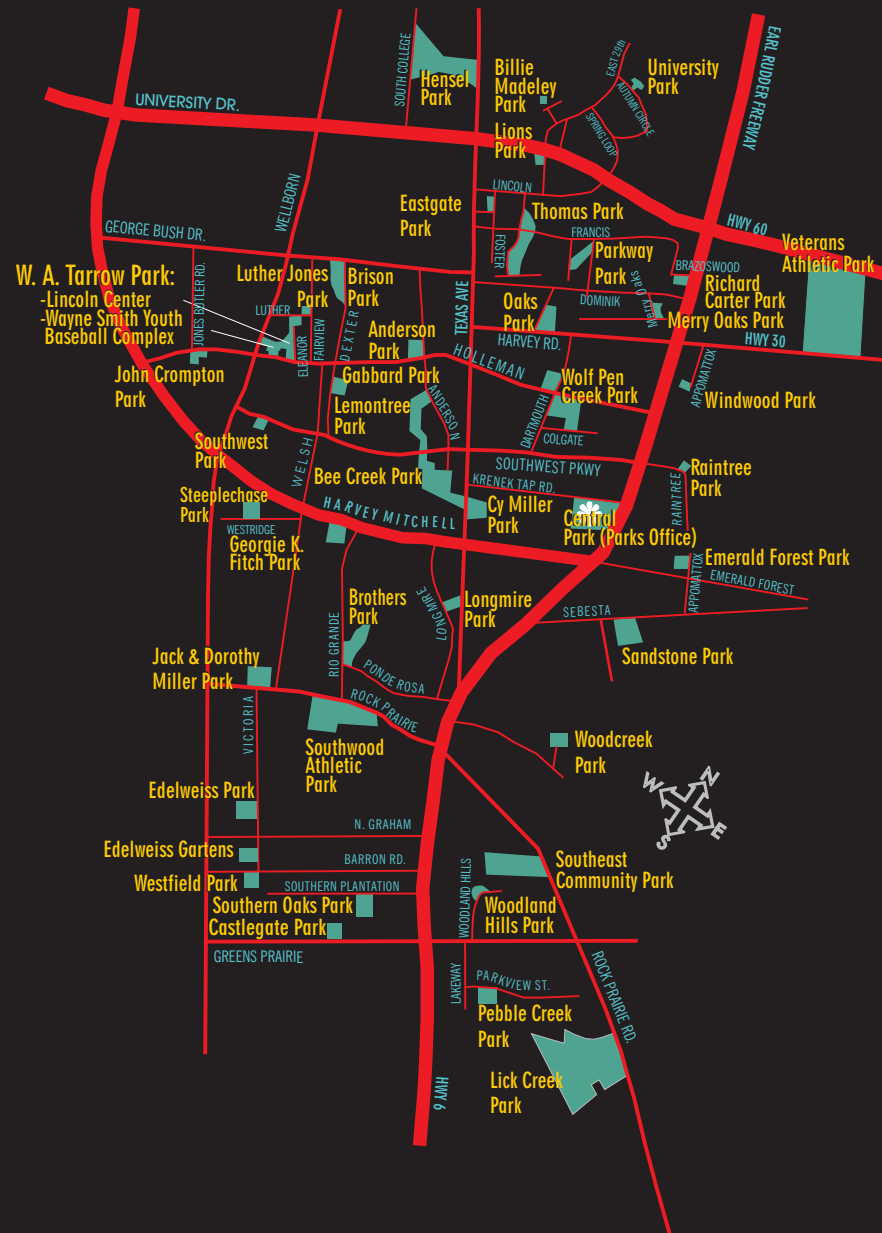 EARL RUDDER FREEWAY
SOUTH COLLEGE
Hensel
Park
Billie
Madeley
Park
EAST 29th
University
Park
AUTUMN CIRCLE
SPRING LOOP
UNIVERSITY DR.
Lions
Park
WELLBORN
LINCOLN
Eastgate
Park
Thomas Park
FOSTER
FRANCIS
HWY 60
GEORGE BUSH DR.
Parkway
Park
Veterans
Athletic Park
BRAZOSWOOD
W. A. Tarrow Park:
-Lincoln Center
-Wayne Smith Youth
Baseball Complex
JONES BUTLER RD.
Luther Jones
Park
Brison
Park
LUTHER
ELEANOR
FAIRVIEW
DEXTER
TEXAS AVE
Richard
Carter Park
Merry Oaks
DOMINIK
Oaks
Park
Merry Oaks Park
HARVEY RD.
HWY 30
Anderson
Park
HOLLEMAN
John Crompton
Park
Gabbard Park
Wolf Pen
Creek Park
APPOMATTOX
Windwood Park
Lemontree
Park
ANDERSO N
DARTMOUTH
COLGATE
Southwest
Park
WELSH
SOUTHWEST PKWY
Bee Creek Park
KRENEK TAP RD.
Raintree
Park
RAINTREE
Steeplechase
Park
HARVEY MITCHELL
Cy Miller
Park
Central
Park (Parks Office)
WESTRIDGE
Georgie K.
Fitch Park
Emerald Forest Park
APPOMATTOX
EMERALD FOREST
Brothers
Park
LONGMIRE
Longmire
Park
SEBESTA
RIO GRANDE
Sandstone Park
Jack & Dorothy
Miller Park
PONDE ROSA
ROCK PRAIRIE
VICTORIA
Southwood
Athletic
Park
Woodcreek
Park
N
W
E
S
Edelweiss Park
N. GRAHAM
Edelweiss Gartens
BARRON RD.
Southeast
Community Park
Westfield Park
SOUTHERN PLANTATION
WOODLAND HILLS
Southern Oaks Park
Woodland
Hills Park
Castlegate Park
GREENS PRAIRIE
ROCK PRAIRIE RD.
LAKEWAY
PARKVIEW ST.
Pebble Creek
Park
HWY 6
Lick Creek
Park